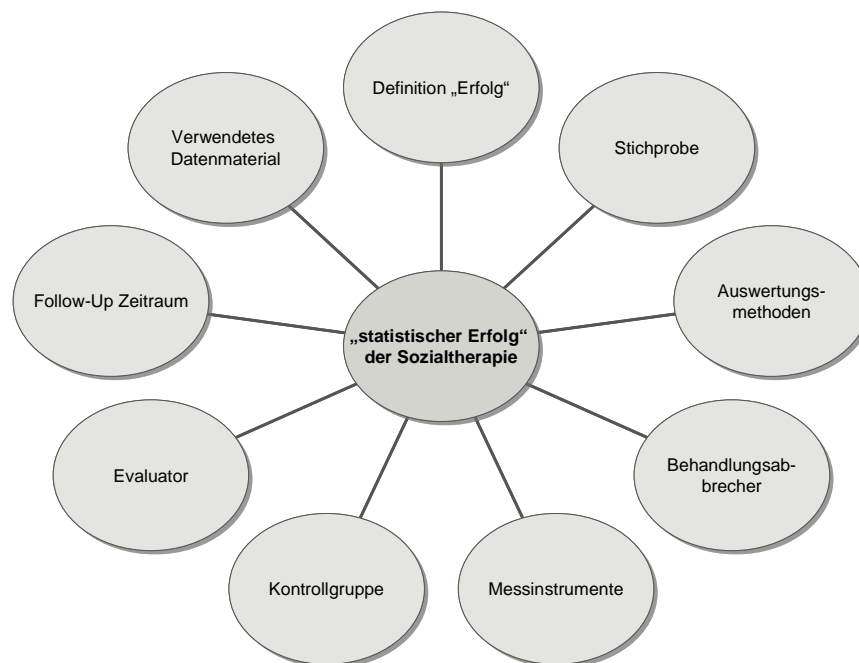 Definition „Erfolg“
Stichprobe
Auswertungs-
methoden
Behandlungsab-
brecher
Messinstrumente
Kontrollgruppe
Evaluator
Follow-Up Zeitraum
Verwendetes
Datenmaterial
„statistischer Erfolg“
der Sozialtherapie